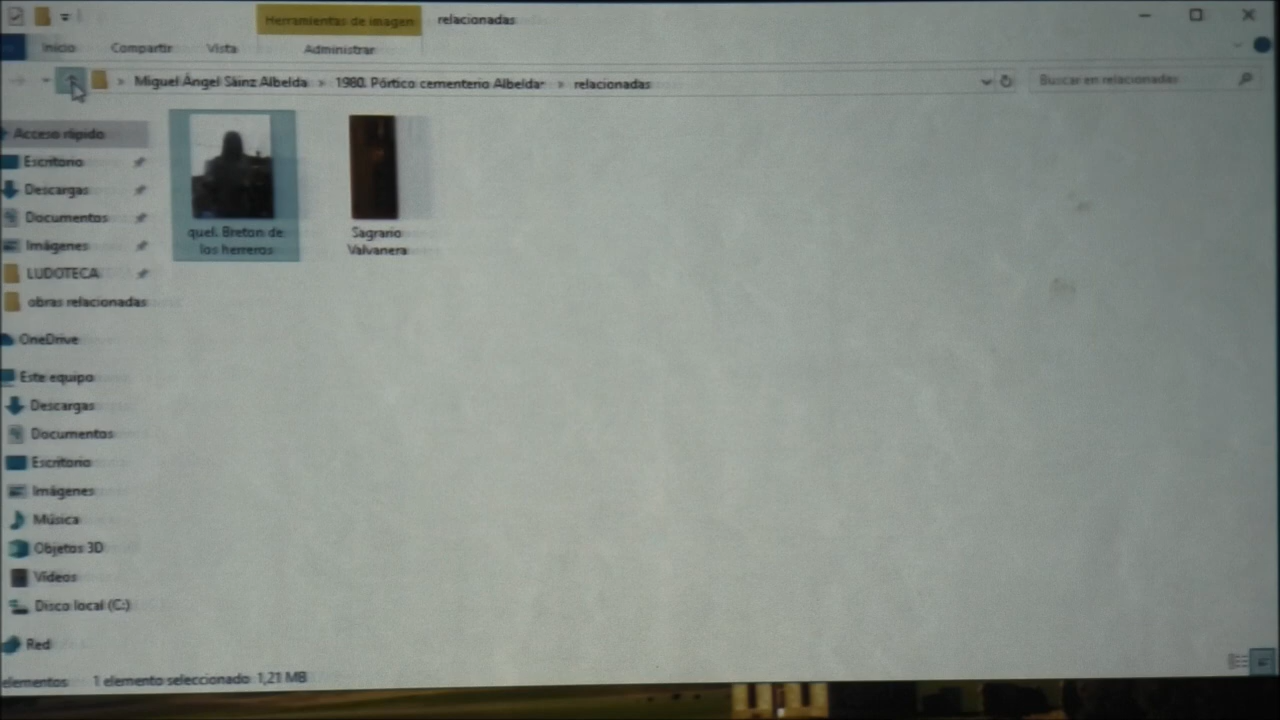 Herramientas de imagen
relacionadas
Inicio
Compartir
Vista
Administrar
» Miguel Ángel Sáinz Albelda » 1980. Pórtico cementerio Albelda » relacionadas
Buscar en relacionadas
Acceso rápido
Escritorio
Descargas
Documentos
Imágenes
LUDOTECA
obras relacionadas
OneDrive
Este equipo
Descargas
Documentos
Escritorio
Imágenes
Música
Objetos 3D
Vídeos
Disco local (C:)
Red
quel. Breton de
los herreros
Sagrario
Valvanera
elementos
1 elemento seleccionado 1,21 MB